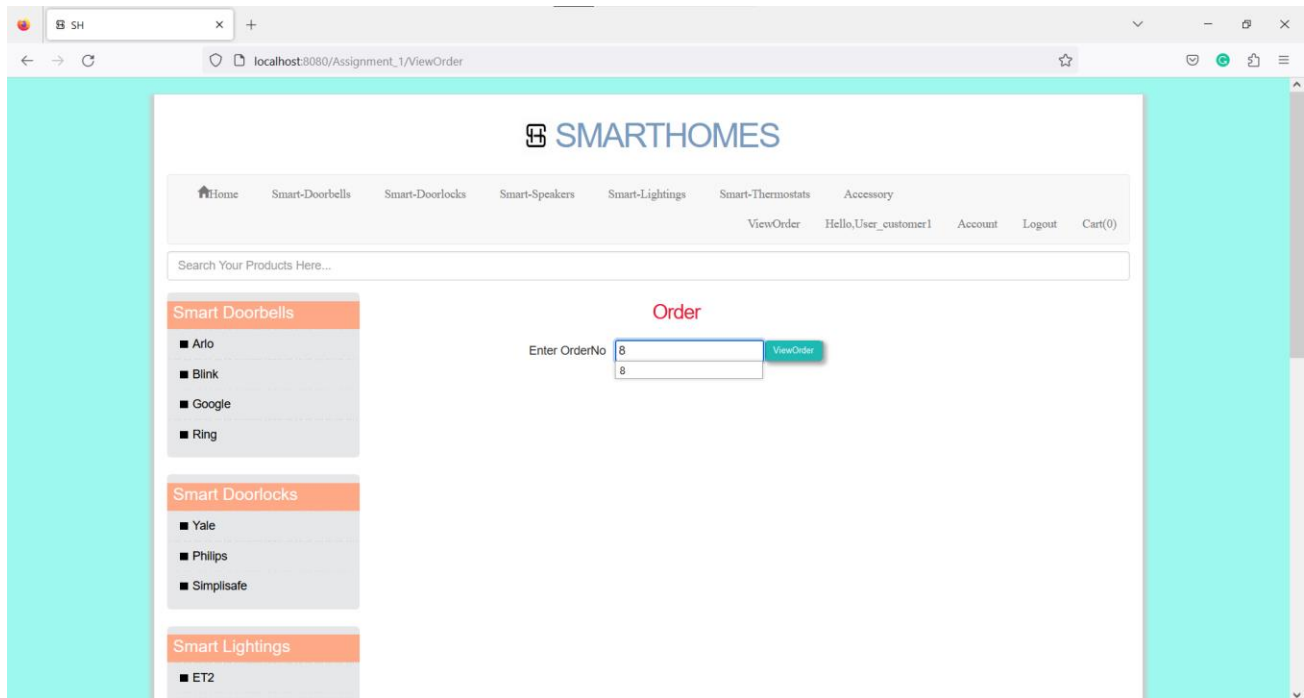 SH
localhost:8080/Assignment_1/ViewOrder
SMARTHOMES
Home Smart-Doorbells Smart-Doorlocks Smart-Speakers Smart-Lightings Smart-Thermostats Accessory
ViewOrder Hello,User_customer1 Account Logout Cart(0)
Search Your Products Here...
Smart Doorbells
Arlo
Blink
Google
Ring
Smart Doorlocks
Yale
Philips
Simplisafe
Smart Lightings
ET2
Order
Enter OrderNo 8 ViewOrder
8